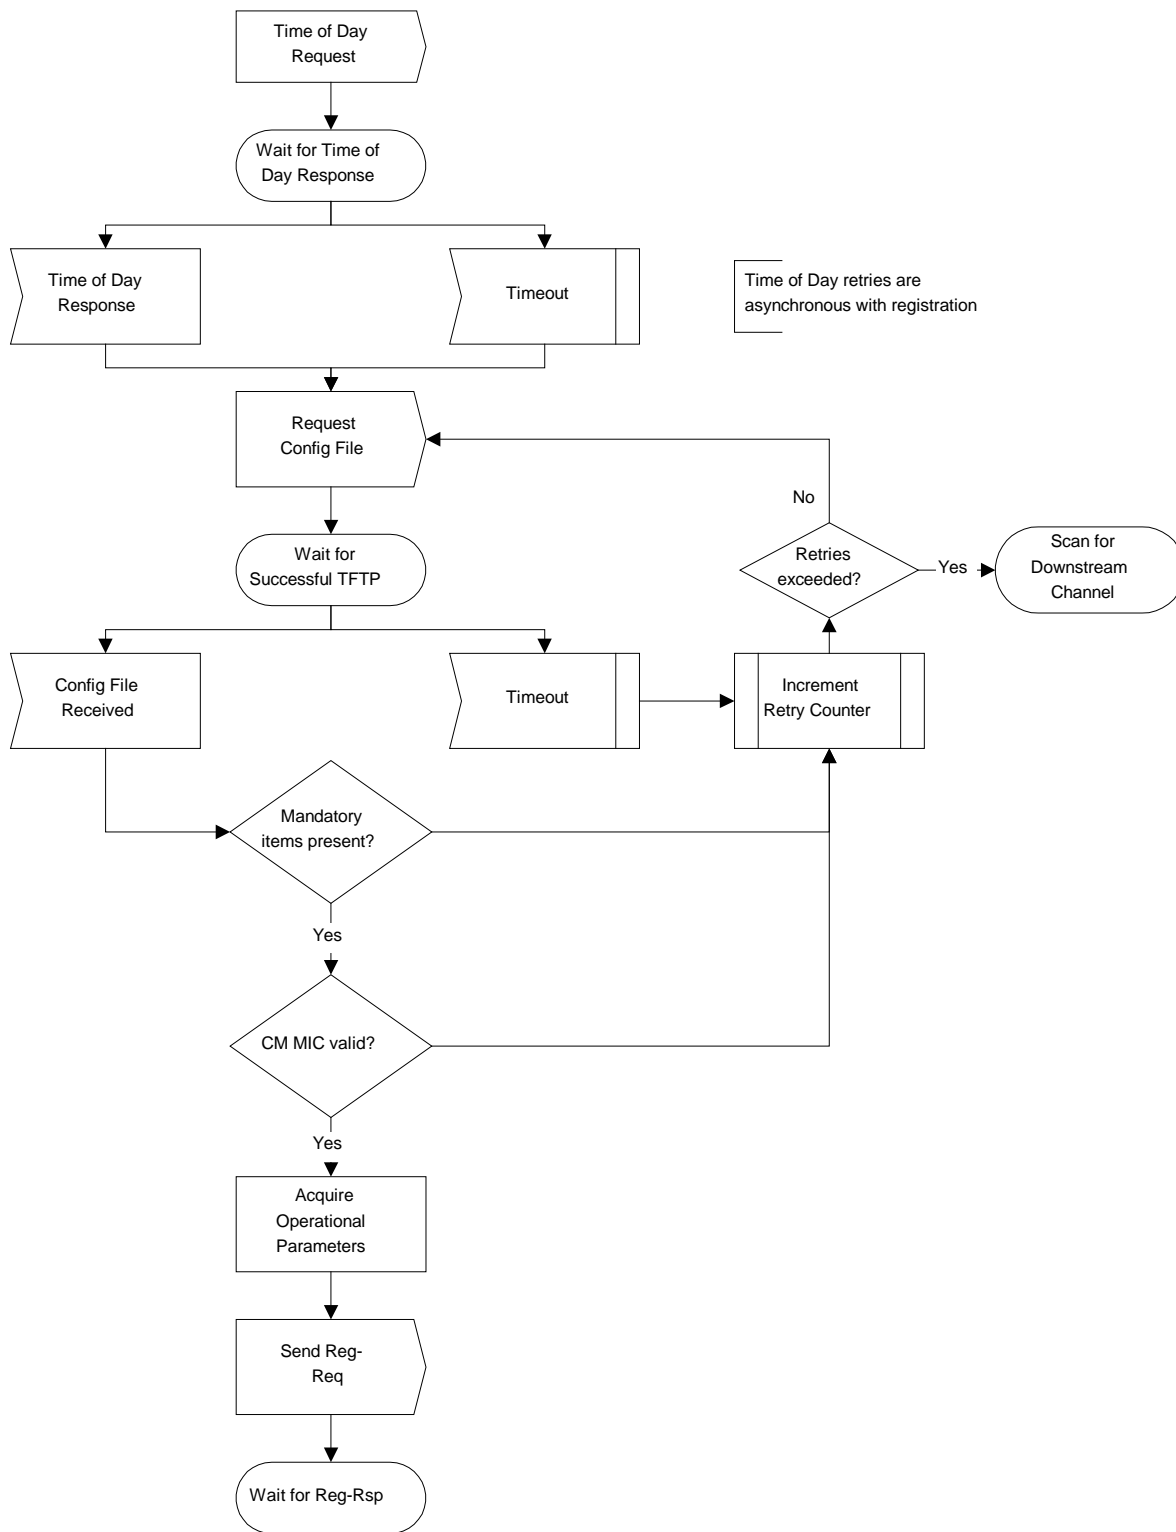 Time of Day
Request
Wait for Time of
Day Response
Time of Day
Response
Timeout
Time of Day retries are
asynchronous with registration
Request
Config File
No
Wait for
Successful TFTP
Retries
exceeded?
Yes
Scan for
Downstream
Channel
Config File
Received
Timeout
Increment
Retry Counter
Mandatory
items present?
Yes
CM MIC valid?
Yes
Acquire
Operational
Parameters
Send Reg-
Req
Wait for Reg-Rsp